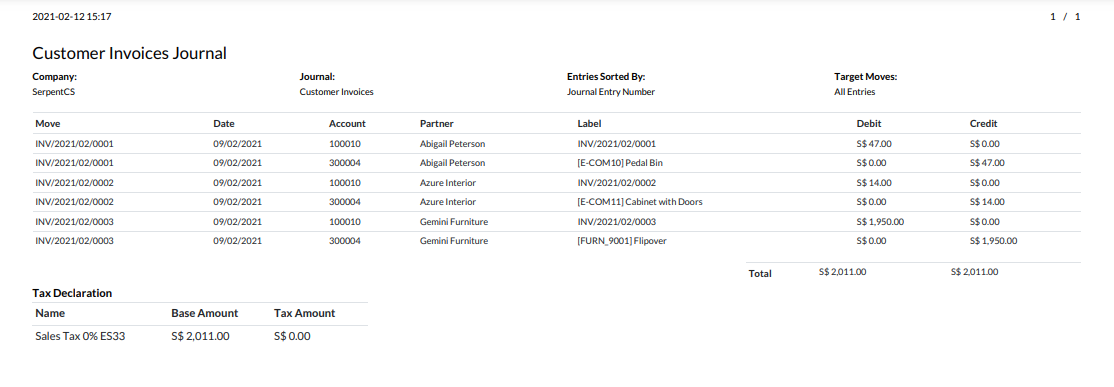 2021-02-12 15:17 1 / 1
Customer Invoices Journal
Company: Journal: Entries Sorted By: Target Moves:
SerpentCS Customer Invoices Journal Entry Number All Entries
Move Date Account Partner Label Debit Credit
INV/2021/02/0001 09/02/2021 100010 Abigail Peterson INV/2021/02/0001 S$ 47.00 S$ 0.00
INV/2021/02/0001 09/02/2021 300004 Abigail Peterson [E-COM10] Pedal Bin S$ 0.00 S$ 47.00
INV/2021/02/0002 09/02/2021 100010 Azure Interior INV/2021/02/0002 S$ 14.00 S$ 0.00
INV/2021/02/0002 09/02/2021 300004 Azure Interior [E-COM11] Cabinet with Doors S$ 0.00 S$ 14.00
INV/2021/02/0003 09/02/2021 100010 Gemini Furniture INV/2021/02/0003 S$ 1,950.00 S$ 0.00
INV/2021/02/0003 09/02/2021 300004 Gemini Furniture [FURN_9001] Flipover S$ 0.00 S$ 1,950.00
Total S$ 2,011.00 S$ 2,011.00
Tax Declaration
Name Base Amount Tax Amount
Sales Tax 0% ES33 S$ 2,011.00 S$ 0.00